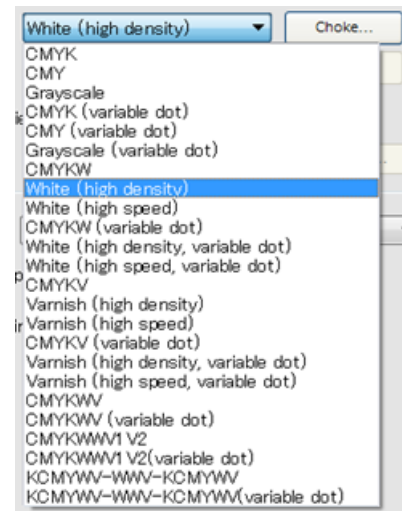 White (high density)
Choke...
CMYK
CMY
Grayscale
CMYK (variable dot)
CMY (variable dot)
Grayscale (variable dot)
CMYKW
White (high density)
White (high speed)
CMYKW (variable dot)
White (high density, variable dot)
White (high speed, variable dot)
CMYKV
Varnish (high density)
Varnish (high speed)
CMYKV (variable dot)
Varnish (high density, variable dot)
Varnish (high speed, variable dot)
CMYKWV
CMYKWV (variable dot)
CMYKWWV1 V2
CMYKWWV1 V2(variable dot)
KCMYWV-WWV-KCMYWV
KCMYWV-WWV-KCMYWV(variable dot)